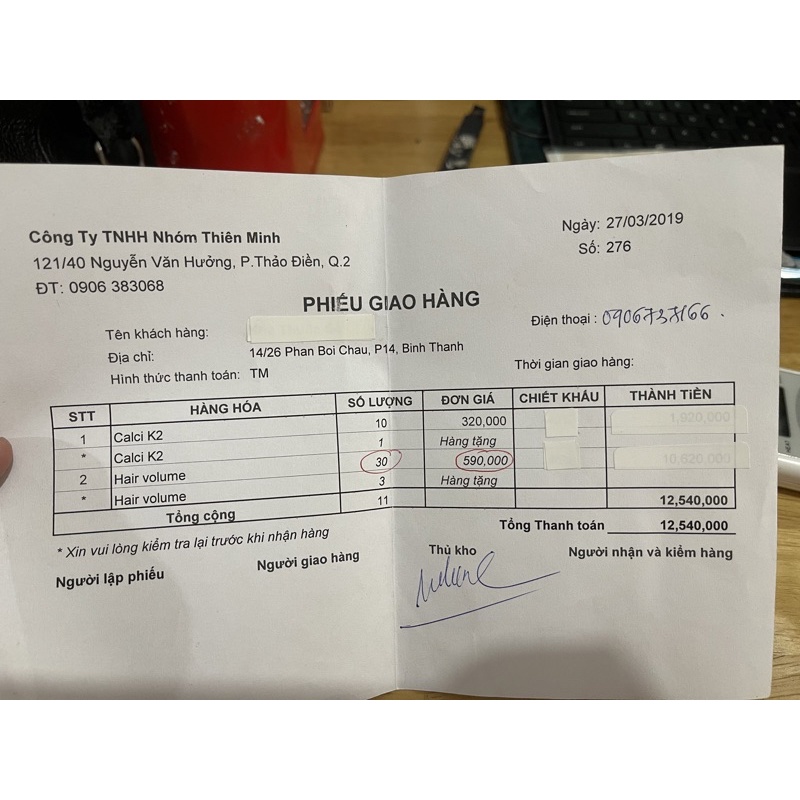 Công Ty TNHH Nhóm Thiên Minh
121/40 Nguyễn Văn Hưởng, P.Thảo Điền, Q.2
ĐT: 0906 383068
Ngày: 27/03/2019
Số: 276
PHIẾU GIAO HÀNG
Tên khách hàng:
Điện thoại :
Địa chỉ: 14/26 Phan Boi Chau, P14, Binh Thanh
Hình thức thanh toán: TM
Thời gian giao hàng:
STT HÀNG HÓA SỐ LƯỢNG ĐƠN GIÁ CHIẾT KHẤU THÀNH TIỀN
1 Calci K2 10 320,000 1,920,000
* Calci K2 1 Hàng tặng
2 Hair volume 30 590,000 10,620,000
* Hair volume 3 Hàng tặng
Tổng cộng 11 12,540,000
Tổng Thanh toán 12,540,000
* Xin vui lòng kiểm tra lại trước khi nhận hàng
Người lập phiếu Người giao hàng Thủ kho Người nhận và kiểm hàng